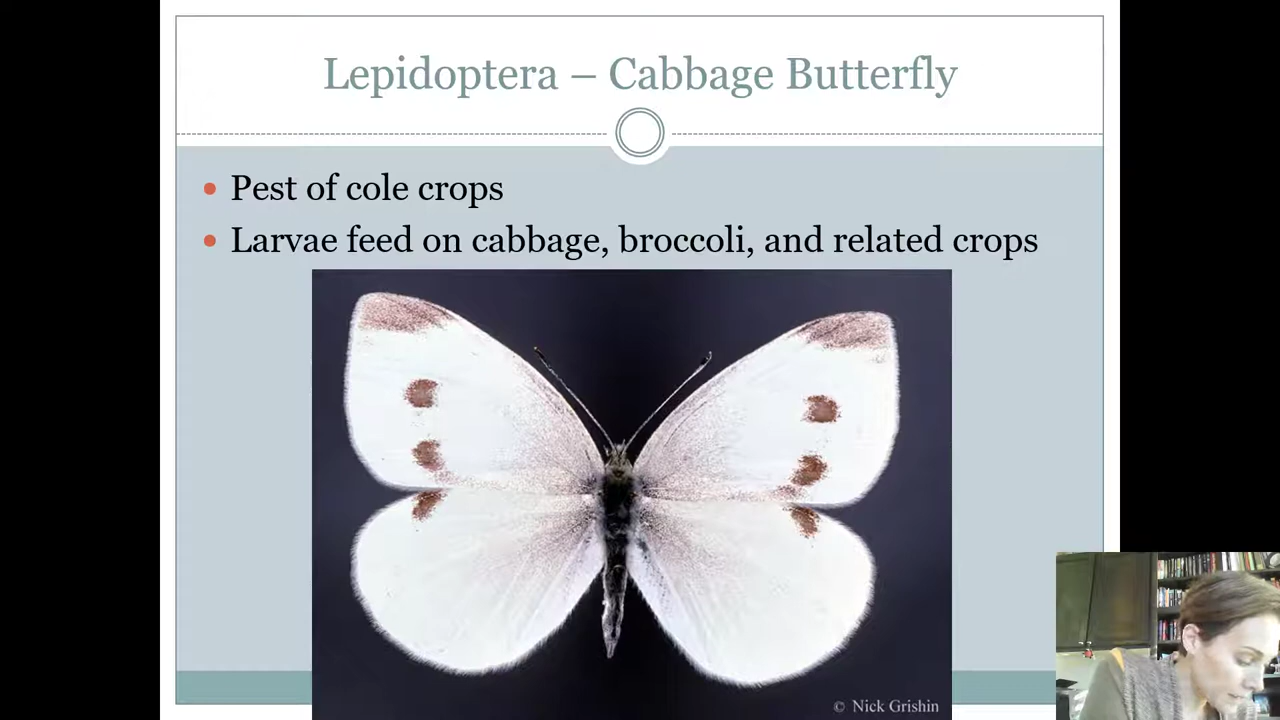 Lepidoptera – Cabbage Butterfly
• Pest of cole crops
• Larvae feed on cabbage, broccoli, and related crops
© Nick Grishin